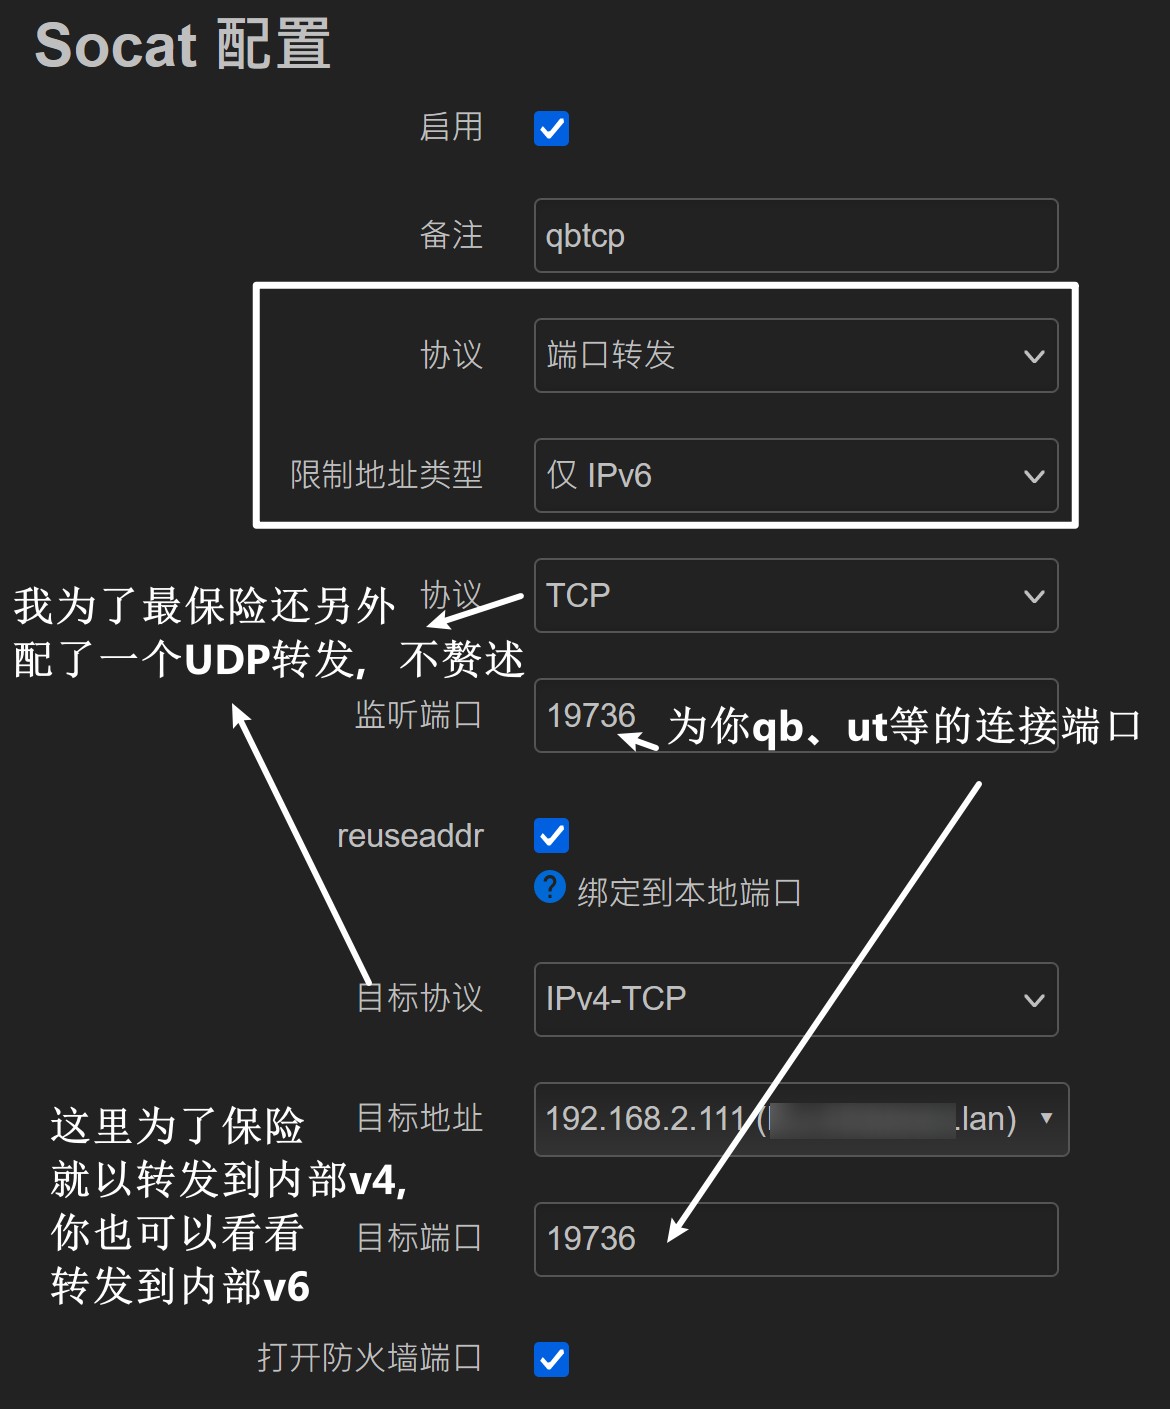 Socat 配置
启用
备注 qbtcp
协议 端口转发
限制地址类型 仅 IPv6
协议 TCP
我为了最保险还另外
配了一个UDP转发，不赘述
监听端口 19736
为你qb、ut等的连接端口
reuseaddr
绑定到本地端口
目标协议 IPv4-TCP
目标地址 192.168.2.111 ( .lan)
这里为了保险
就以转发到内部v4,
你也可以看看
转发到内部v6
目标端口 19736
打开防火墙端口